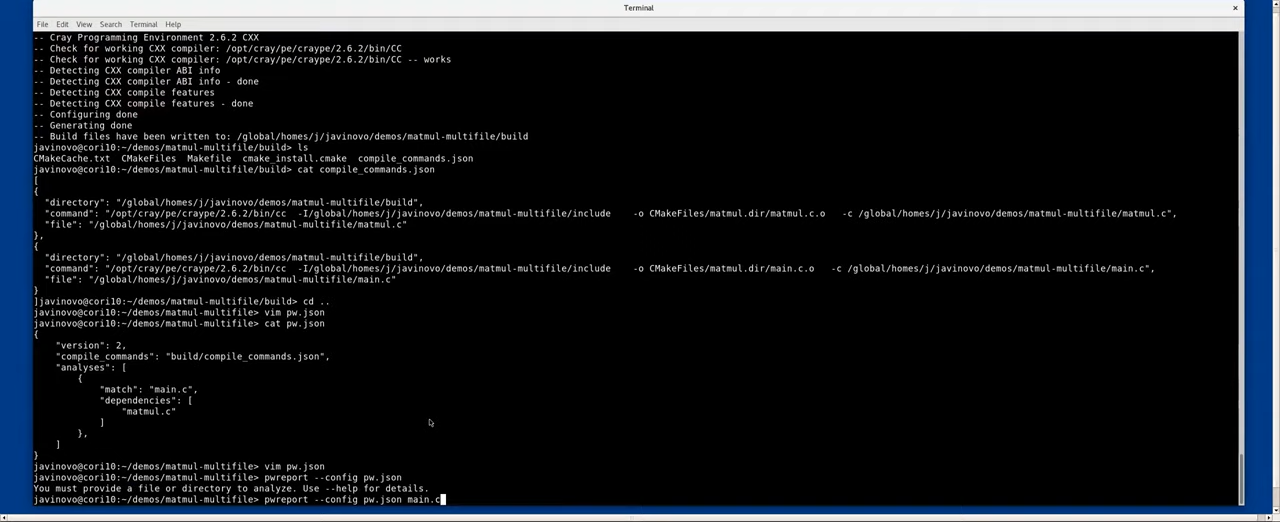 Terminal
×
File Edit View Search Terminal Help
-- Cray Programming Environment 2.6.2 CXX
-- Check for working CXX compiler: /opt/cray/pe/craype/2.6.2/bin/CC
-- Check for working CXX compiler: /opt/cray/pe/craype/2.6.2/bin/CC -- works
-- Detecting CXX compiler ABI info
-- Detecting CXX compiler ABI info - done
-- Detecting CXX compile features
-- Detecting CXX compile features - done
-- Configuring done
-- Generating done
-- Build files have been written to: /global/homes/j/javinovo/demos/matmul-multifile/build
javinovo@cori10:~/demos/matmul-multifile/build> ls
CMakeCache.txt  CMakeFiles  Makefile  cmake_install.cmake  compile_commands.json
javinovo@cori10:~/demos/matmul-multifile/build> cat compile_commands.json
[
{
  "directory": "/global/homes/j/javinovo/demos/matmul-multifile/build",
  "command": "/opt/cray/pe/craype/2.6.2/bin/cc  -I/global/homes/j/javinovo/demos/matmul-multifile/include    -o CMakeFiles/matmul.dir/matmul.c.o   -c /global/homes/j/javinovo/demos/matmul-multifile/matmul.c",
  "file": "/global/homes/j/javinovo/demos/matmul-multifile/matmul.c"
},
{
  "directory": "/global/homes/j/javinovo/demos/matmul-multifile/build",
  "command": "/opt/cray/pe/craype/2.6.2/bin/cc  -I/global/homes/j/javinovo/demos/matmul-multifile/include    -o CMakeFiles/matmul.dir/main.c.o   -c /global/homes/j/javinovo/demos/matmul-multifile/main.c",
  "file": "/global/homes/j/javinovo/demos/matmul-multifile/main.c"
}
]javinovo@cori10:~/demos/matmul-multifile/build> cd ..
javinovo@cori10:~/demos/matmul-multifile> vim pw.json
javinovo@cori10:~/demos/matmul-multifile> cat pw.json
{
    "version": 2,
    "compile_commands": "build/compile_commands.json",
    "analyses": [
        {
            "match": "main.c",
            "dependencies": [
                "matmul.c"
            ]
        },
    ]
}
javinovo@cori10:~/demos/matmul-multifile> vim pw.json
javinovo@cori10:~/demos/matmul-multifile> pwreport --config pw.json
You must provide a file or directory to analyze. Use --help for details.
javinovo@cori10:~/demos/matmul-multifile> pwreport --config pw.json main.c